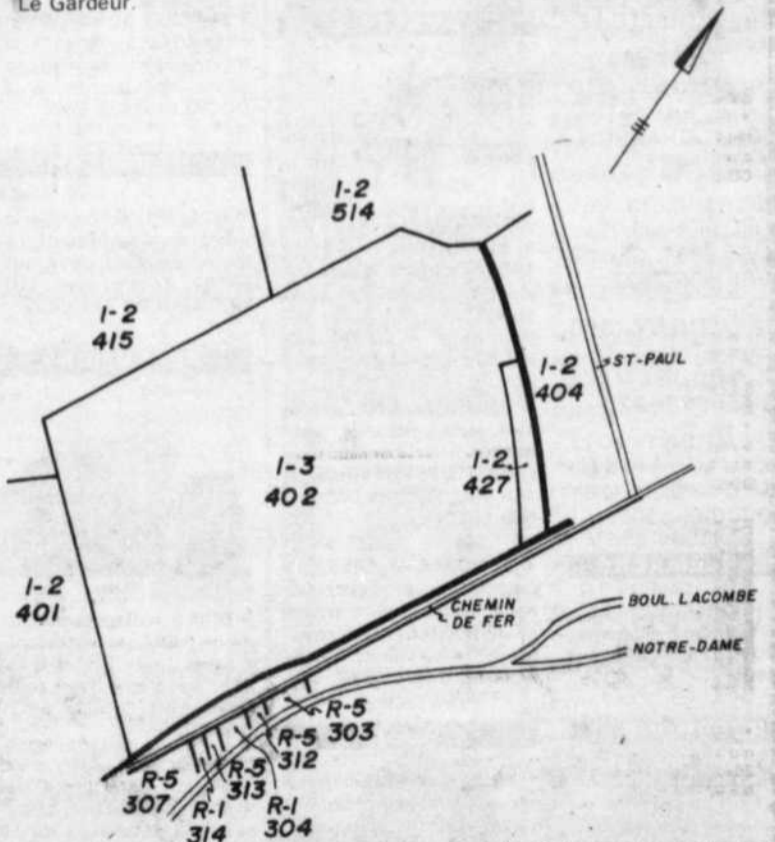 Le Gardeur.
I-2
514
I-2
415
I-2
404
ST-PAUL
I-3
402
I-2
427
I-2
401
CHEMIN
DE FER
BOUL. LACOMBE
NOTRE-DAME
R-5
303
R-5
312
R-5
307
R-5
313
R-1
314
R-1
304